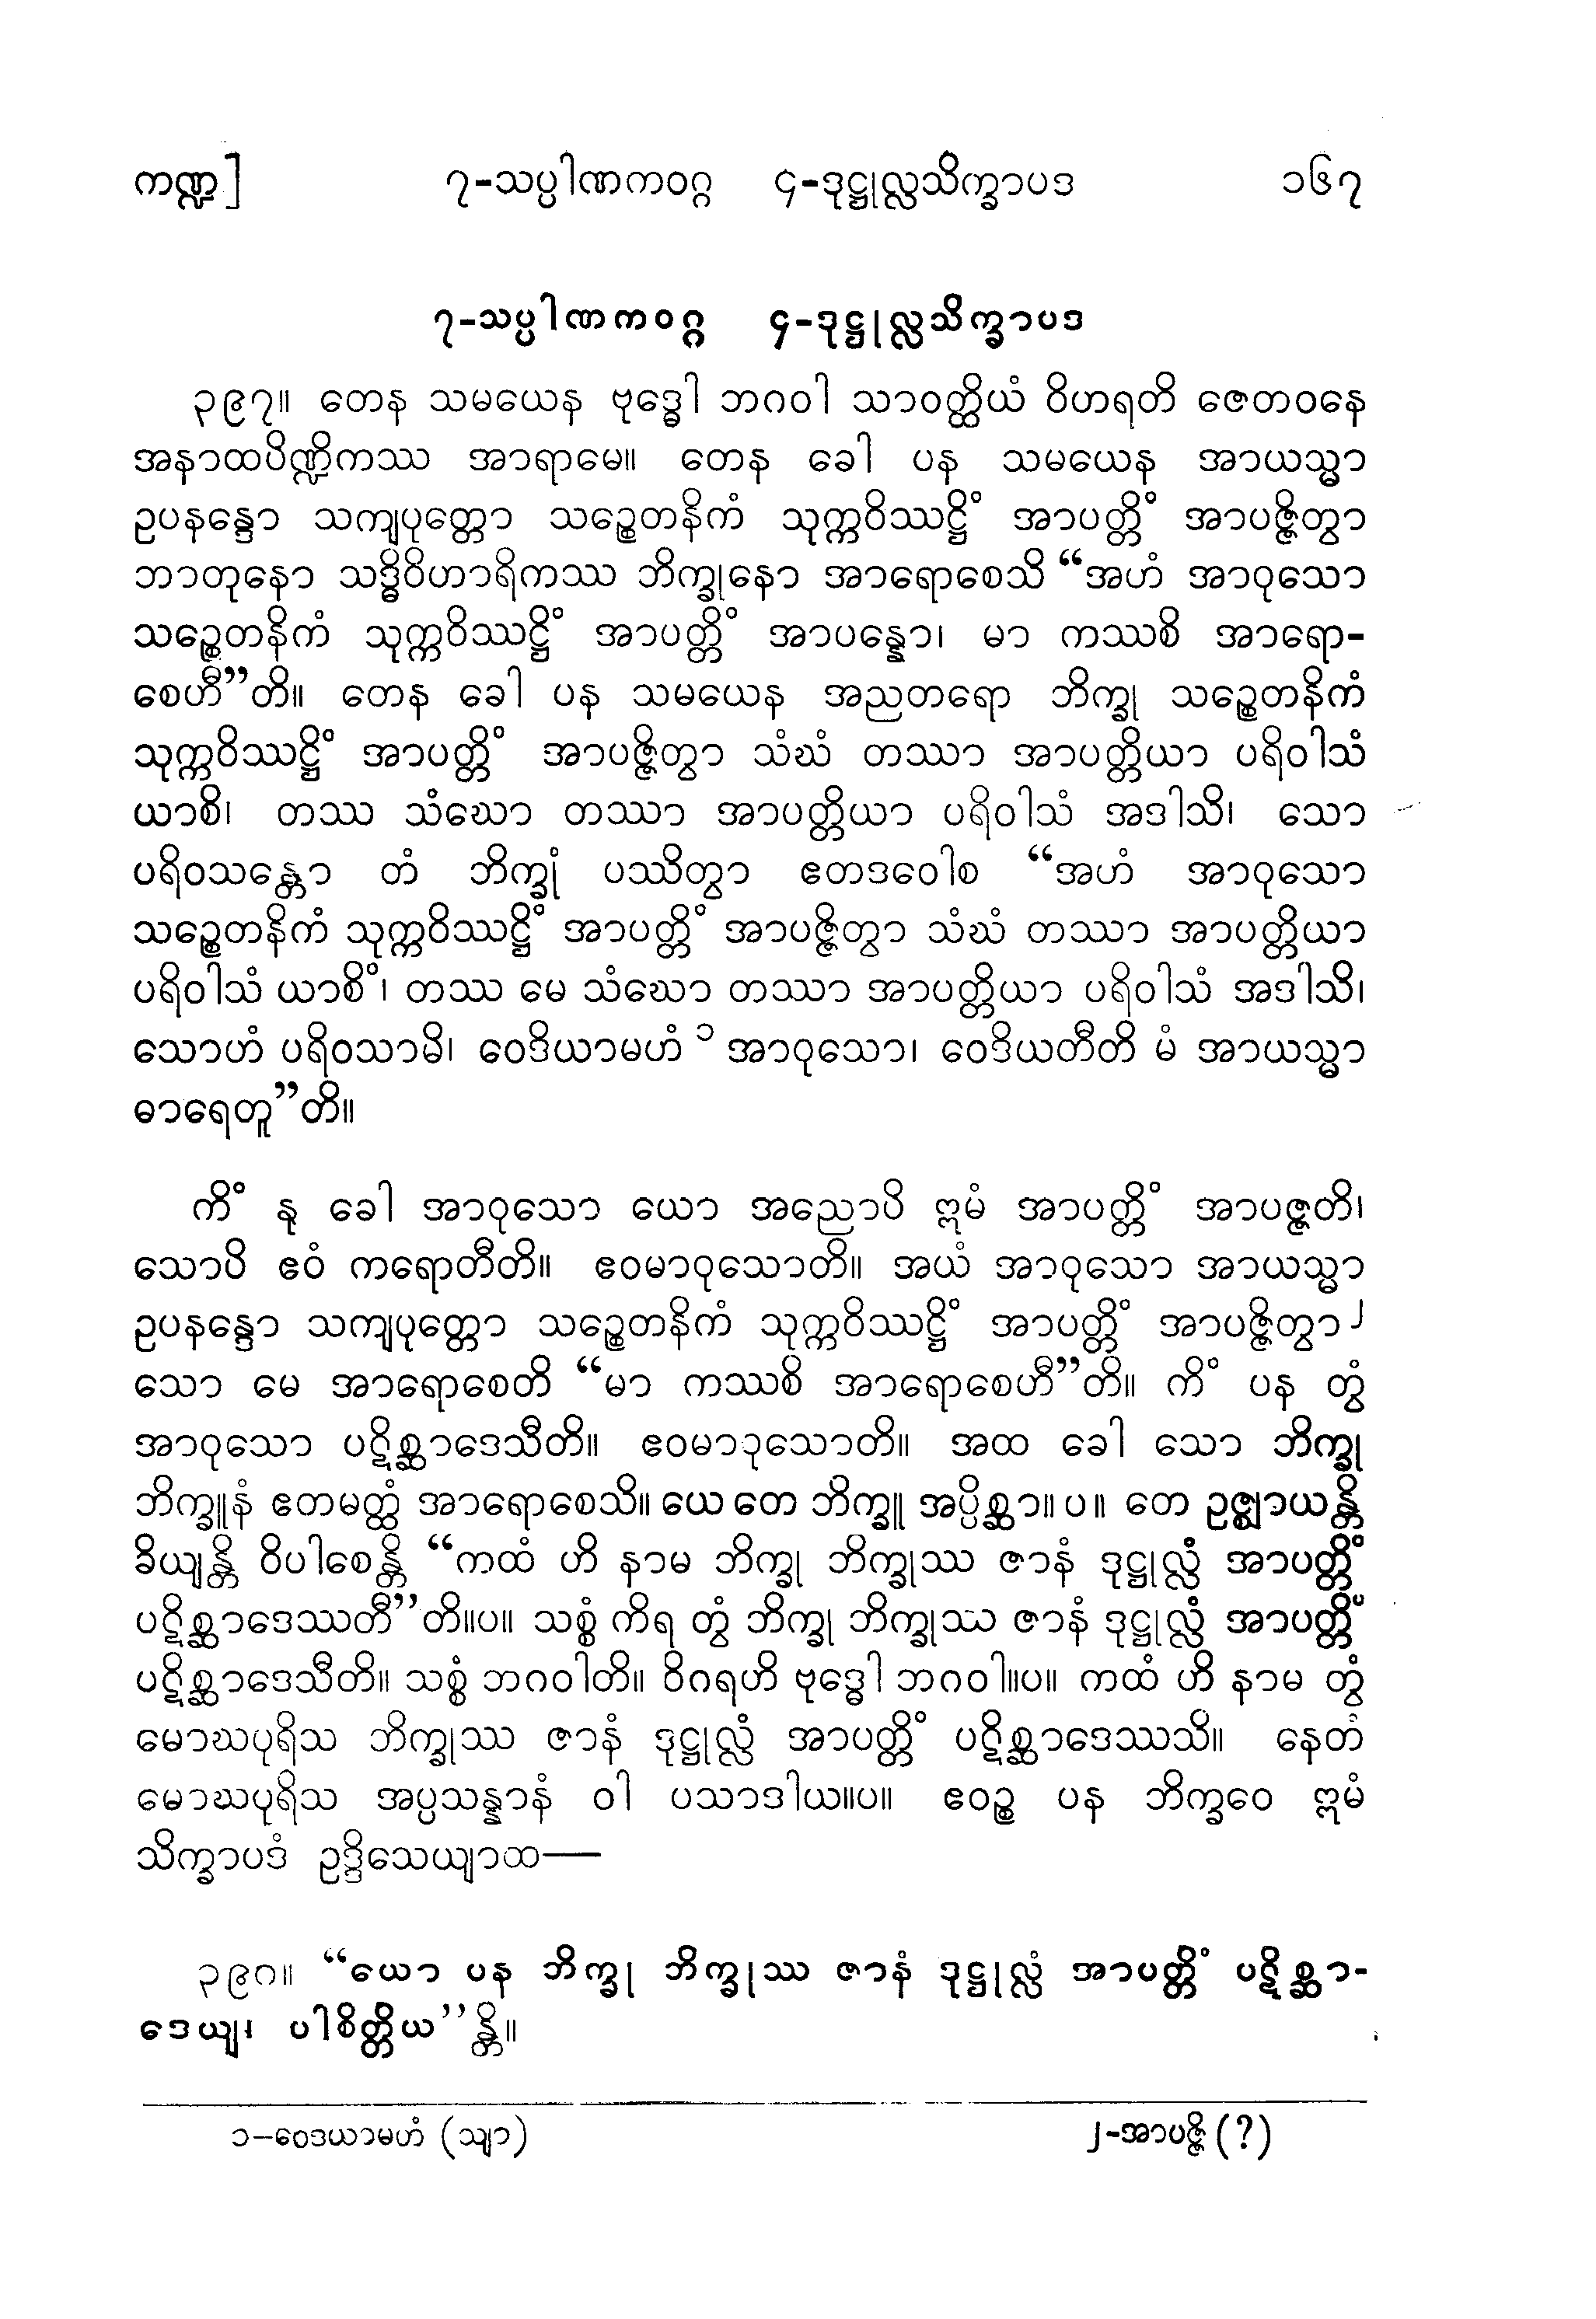 ကဏ္ဍ] ၇-သပ္ပါဏကဝဂ္ဂ ၄-ဒုဋ္ဌုလ္လသိက္ခာပဒ ၁၆၇
၇-သပ္ပါဏကဝဂ္ဂ ၄-ဒုဋ္ဌုလ္လသိက္ခာပဒ
၃၉၇။ တေန သမယေန ဗုဒ္ဓေါ ဘဂဝါ သာဝတ္ထိယံ ဝိဟရတိ ဇေတဝနေ
အနာထပိဏ္ဍိကဿ အာရာမေ။ တေန ခေါ ပန သမယေန အာယသ္မာ
ဥပနန္ဒော သကျပုတ္တော သဉ္စေတနိကံ သုက္ကဝိဿဋ္ဌိံ အာပတ္တိံ အာပဇ္ဇိတွာ
ဘာတုနော သဒ္ဓိဝိဟာရိကဿ ဘိက္ခုနော အာရောစေသိ “အဟံ အာဝုသော
သဉ္စေတနိကံ သုက္ကဝိဿဋ္ဌိံ အာပတ္တိံ အာပန္နော၊ မာ ကဿစိ အာရော-
စေဟီ”တိ။ တေန ခေါ ပန သမယေန အညတရော ဘိက္ခု သဉ္စေတနိကံ
သုက္ကဝိဿဋ္ဌိံ အာပတ္တိံ အာပဇ္ဇိတွာ သံဃံ တဿာ အာပတ္တိယာ ပရိဝါသံ
ယာစိ၊ တဿ သံဃော တဿာ အာပတ္တိယာ ပရိဝါသံ အဒါသိ၊ သော
ပရိဝသန္တော တံ ဘိက္ခုံ ပဿိတွာ ဧတဒဝေါစ “အဟံ အာဝုသော
သဉ္စေတနိကံ သုက္ကဝိဿဋ္ဌိံ အာပတ္တိံ အာပဇ္ဇိတွာ သံဃံ တဿာ အာပတ္တိယာ
ပရိဝါသံ ယာစိံ၊ တဿ မေ သံဃော တဿာ အာပတ္တိယာ ပရိဝါသံ အဒါသိ၊
သောဟံ ပရိဝသာမိ၊ ဝေဒိယာမဟံ ၁ အာဝုသော၊ ဝေဒိယတီတိ မံ အာယသ္မာ
ဓာရေတူ”တိ။
ကိံ နု ခေါ အာဝုသော ယော အညောပိ ဣမံ အာပတ္တိံ အာပဇ္ဇတိ၊
သောပိ ဧဝံ ကရောတီတိ။ ဧဝမာဝုသောတိ။ အယံ အာဝုသော အာယသ္မာ
ဥပနန္ဒော သကျပုတ္တော သဉ္စေတနိကံ သုက္ကဝိဿဋ္ဌိံ အာပတ္တိံ အာပဇ္ဇိတွာ ၂
သော မေ အာရောစေတိ “မာ ကဿစိ အာရောစေဟီ”တိ။ ကိံ ပန တွံ
အာဝုသော ပဋိစ္ဆာဒေသီတိ။ ဧဝမာဝုသောတိ။ အထ ခေါ သော ဘိက္ခု
ဘိက္ခူနံ ဧတမတ္ထံ အာရောစေသိ။ ယေ တေ ဘိက္ခူ အပ္ပိစ္ဆာ။ ပ။ တေ ဥဇ္ဈာယန္တိ
ခိယျန္တိ ဝိပါစေန္တိ “ကထံ ဟိ နာမ ဘိက္ခု ဘိက္ခုဿ ဇာနံ ဒုဋ္ဌုလ္လံ အာပတ္တိံ
ပဋိစ္ဆာဒေဿတီ”တိ။ပ။ သစ္စံ ကိရ တွံ ဘိက္ခု ဘိက္ခုဿ ဇာနံ ဒုဋ္ဌုလ္လံ အာပတ္တိံ
ပဋိစ္ဆာဒေသီတိ။ သစ္စံ ဘဂဝါတိ။ ဝိဂရဟိ ဗုဒ္ဓေါ ဘဂဝါ။ပ။ ကထံ ဟိ နာမ တွံ
မောဃပုရိသ ဘိက္ခုဿ ဇာနံ ဒုဋ္ဌုလ္လံ အာပတ္တိံ ပဋိစ္ဆာဒေဿသိ။ နေတံ
မောဃပုရိသ အပ္ပသန္နာနံ ဝါ ပသာဒါယ။ပ။ ဧဝဉ္စ ပန ဘိက္ခဝေ ဣမံ
သိက္ခာပဒံ ဥဒ္ဒိသေယျာထ—
၃၉၈။ “ယော ပန ဘိက္ခု ဘိက္ခုဿ ဇာနံ ဒုဋ္ဌုလ္လံ အာပတ္တိံ ပဋိစ္ဆာ-
ဒေယျ၊ ပါစိတ္တိယ”န္တိ။
၁-ဝေဒယာမဟံ (သျာ) ၂-အာပဇ္ဇိ (?)